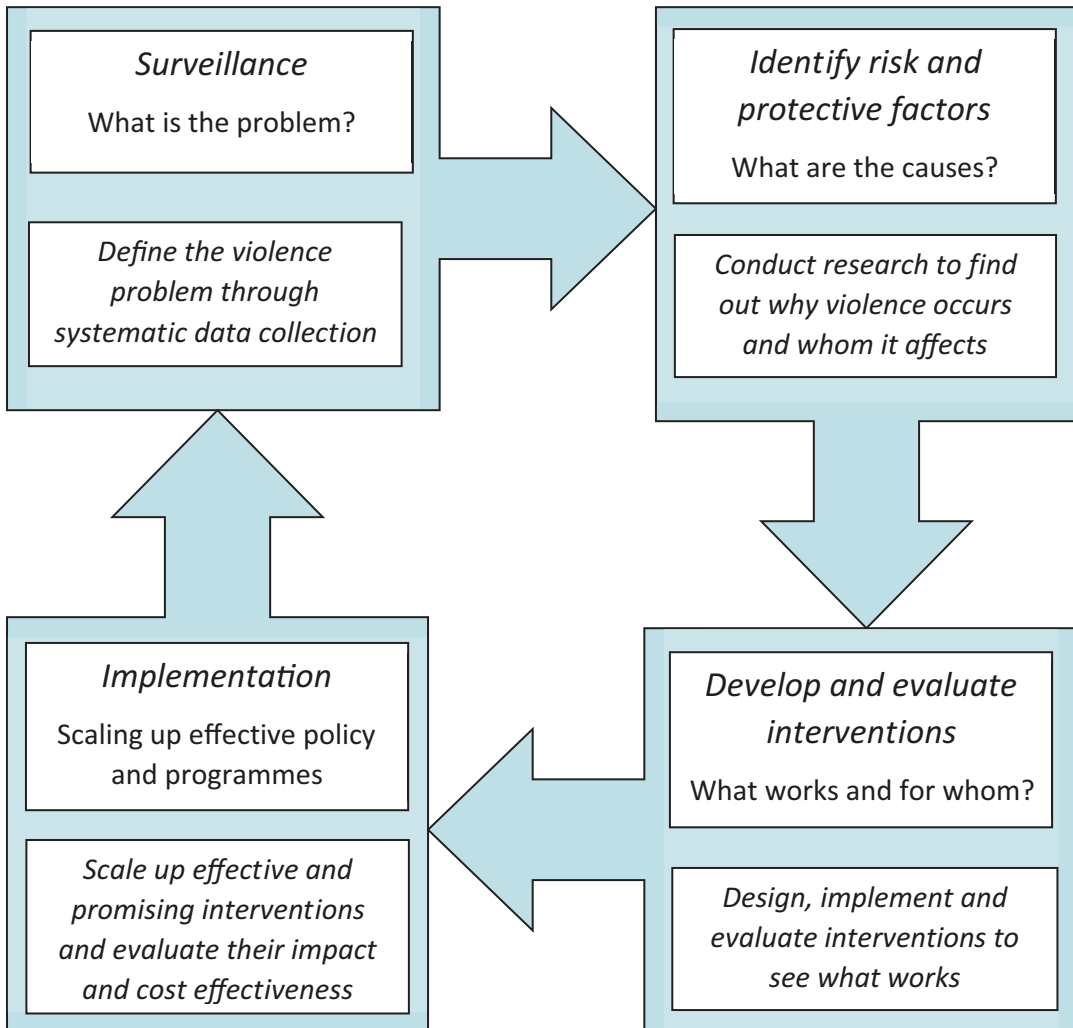 Surveillance
What is the problem?
Define the violence
problem through
systematic data collection
Identify risk and
protective factors
What are the causes?
Conduct research to find
out why violence occurs
and whom it affects
Develop and evaluate
interventions
What works and for whom?
Design, implement and
evaluate interventions to
see what works
Implementation
Scaling up effective policy
and programmes
Scale up effective and
promising interventions
and evaluate their impact
and cost effectiveness